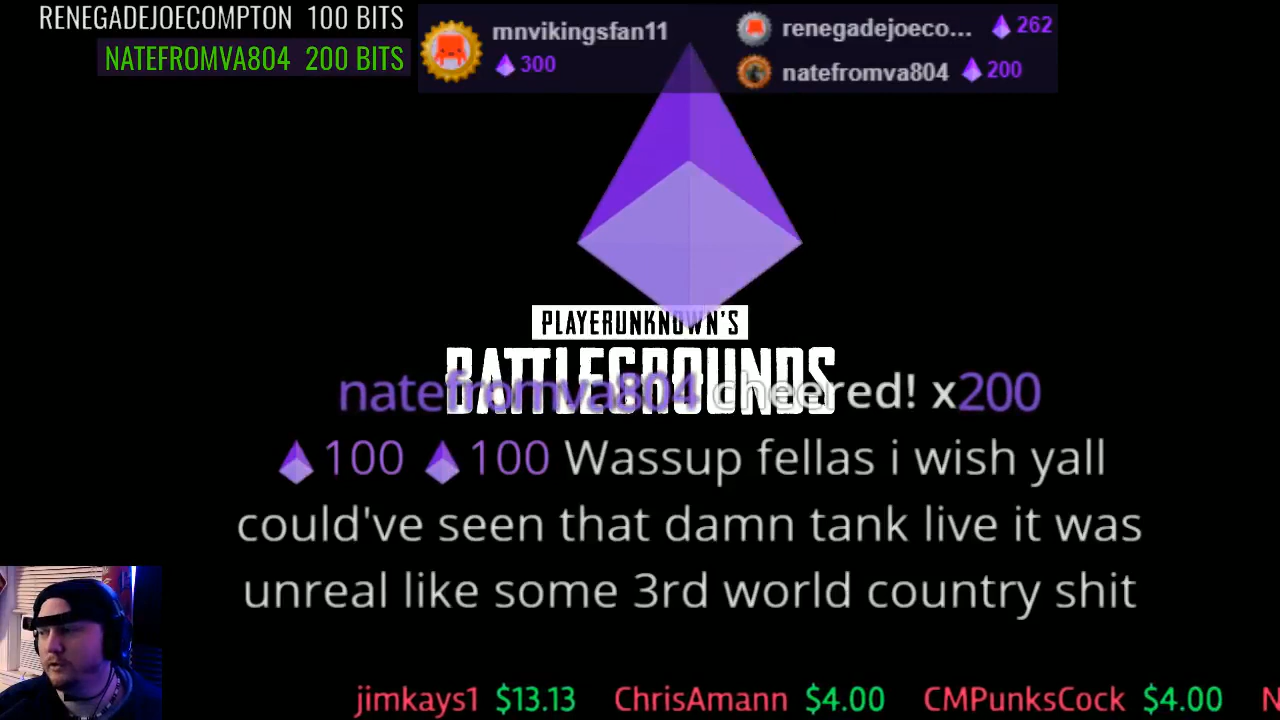 RENEGADEJOECOMPTON 100 BITS
NATEFROMVA804 200 BITS
mnvikingsfan11
300
renegadejoeco... 262
natefromva804 200
PLAYERUNKNOWN'S
BATTLEGROUNDS
natefromva804 cheered! x200
100 100 Wassup fellas i wish yall
could've seen that damn tank live it was
unreal like some 3rd world country shit
jimkays1 $13.13 ChrisAmann $4.00 CMPunksCock $4.00 N